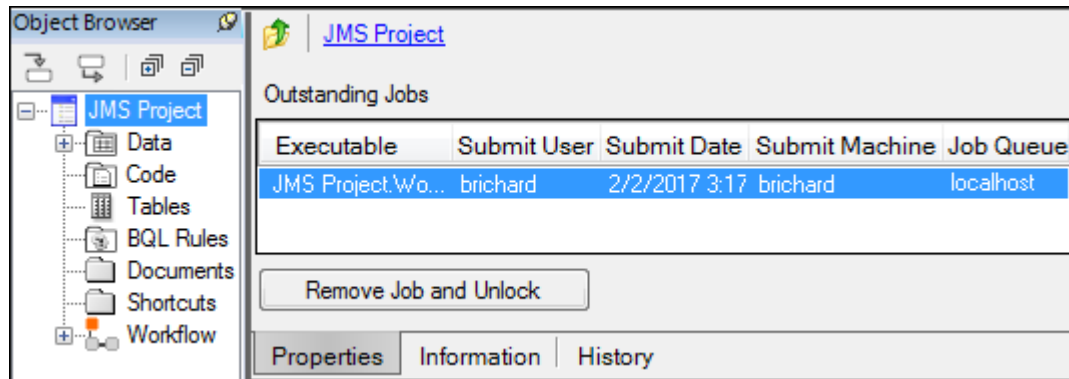 Object Browser
JMS Project
Data
Code
Tables
BQL Rules
Documents
Shortcuts
Workflow
JMS Project
Outstanding Jobs
Executable Submit User Submit Date Submit Machine Job Queue
JMS Project.Wo... brichard 2/2/2017 3:17 brichard localhost
Remove Job and Unlock
Properties Information History